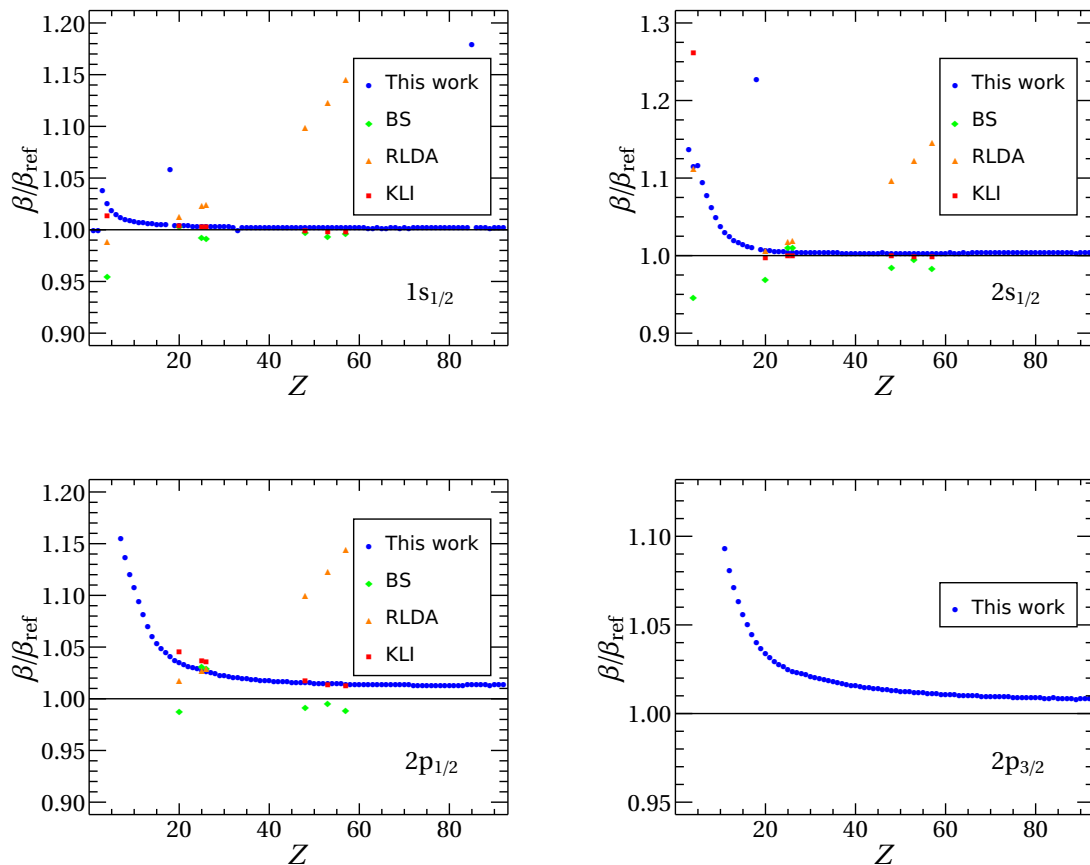 β/βref
1.20
1.15
1.10
1.05
1.00
0.95
0.90
This work
BS
RLDA
KLI
1s1/2
20 40 60 80
Z
β/βref
1.3
1.2
1.1
1.0
0.9
This work
BS
RLDA
KLI
2s1/2
20 40 60 80
Z
β/βref
1.20
1.15
1.10
1.05
1.00
0.95
0.90
This work
BS
RLDA
KLI
2p1/2
20 40 60 80
Z
β/βref
1.10
1.05
1.00
0.95
This work
2p3/2
20 40 60 80
Z